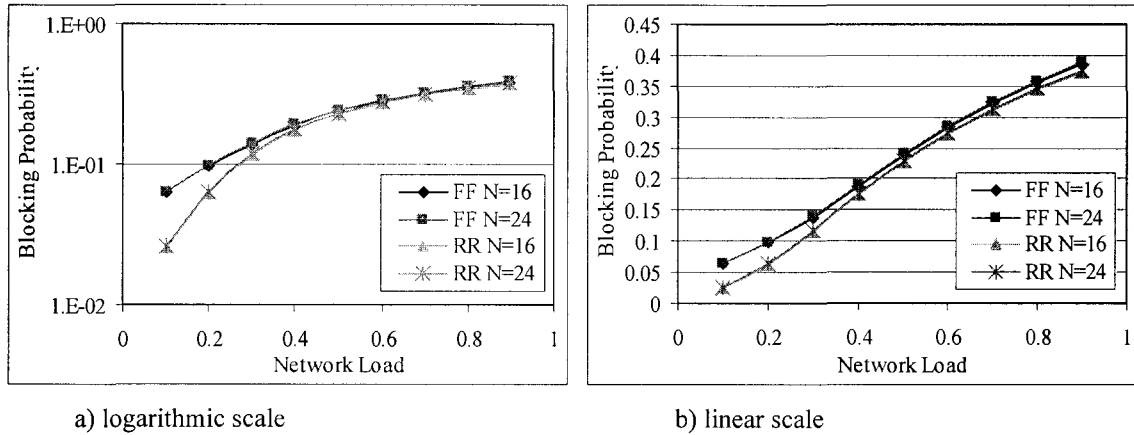 1.E+00
1.E-01
1.E-02
Blocking Probability
0 0.2 0.4 0.6 0.8 1
Network Load
FF N=16
FF N=24
RR N=16
RR N=24
a) logarithmic scale
0.45
0.4
0.35
0.3
0.25
0.2
0.15
0.1
0.05
0
Blocking Probability
0 0.2 0.4 0.6 0.8 1
Network Load
FF N=16
FF N=24
RR N=16
RR N=24
b) linear scale